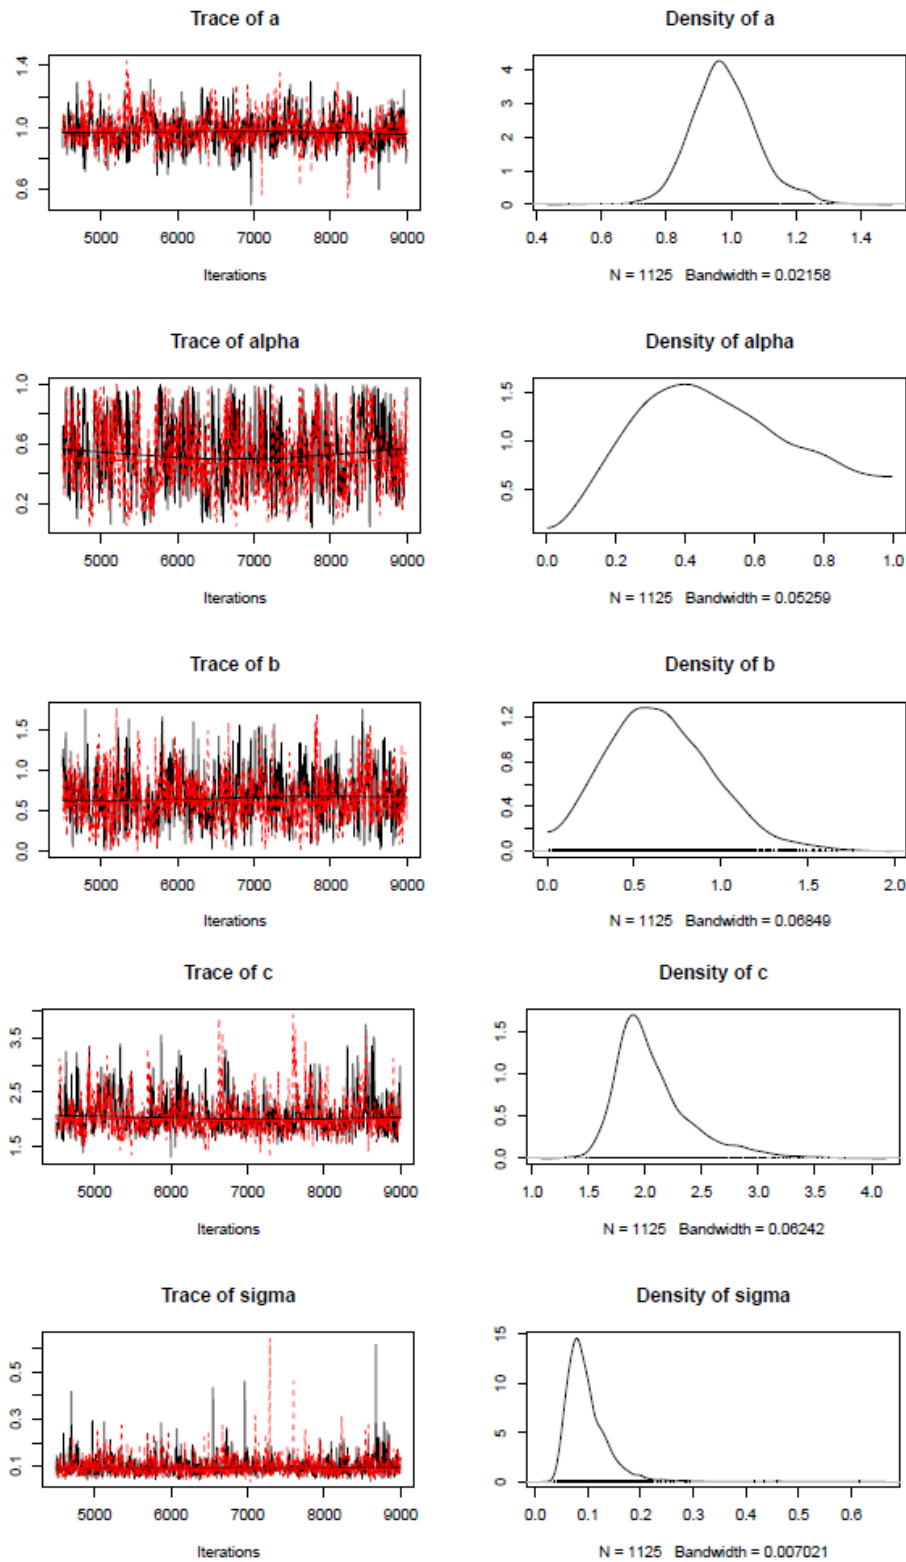 Trace of a
Density of a
1.4
1.0
0.6
5000 6000 7000 8000 9000
Iterations
4
3
2
1
0
0.4 0.6 0.8 1.0 1.2 1.4
N = 1125 Bandwidth = 0.02158
Trace of alpha
Density of alpha
1.0
0.6
0.2
5000 6000 7000 8000 9000
Iterations
1.5
1.0
0.5
0.0 0.2 0.4 0.6 0.8 1.0
N = 1125 Bandwidth = 0.05259
Trace of b
Density of b
1.5
1.0
0.5
0.0
5000 6000 7000 8000 9000
Iterations
1.2
0.8
0.4
0.0
0.0 0.5 1.0 1.5 2.0
N = 1125 Bandwidth = 0.06849
Trace of c
Density of c
3.5
2.5
1.5
5000 6000 7000 8000 9000
Iterations
1.5
1.0
0.5
0.0
1.0 1.5 2.0 2.5 3.0 3.5 4.0
N = 1125 Bandwidth = 0.06242
Trace of sigma
Density of sigma
0.5
0.3
0.1
5000 6000 7000 8000 9000
Iterations
15
10
5
0
0.0 0.1 0.2 0.3 0.4 0.5 0.6
N = 1125 Bandwidth = 0.007021